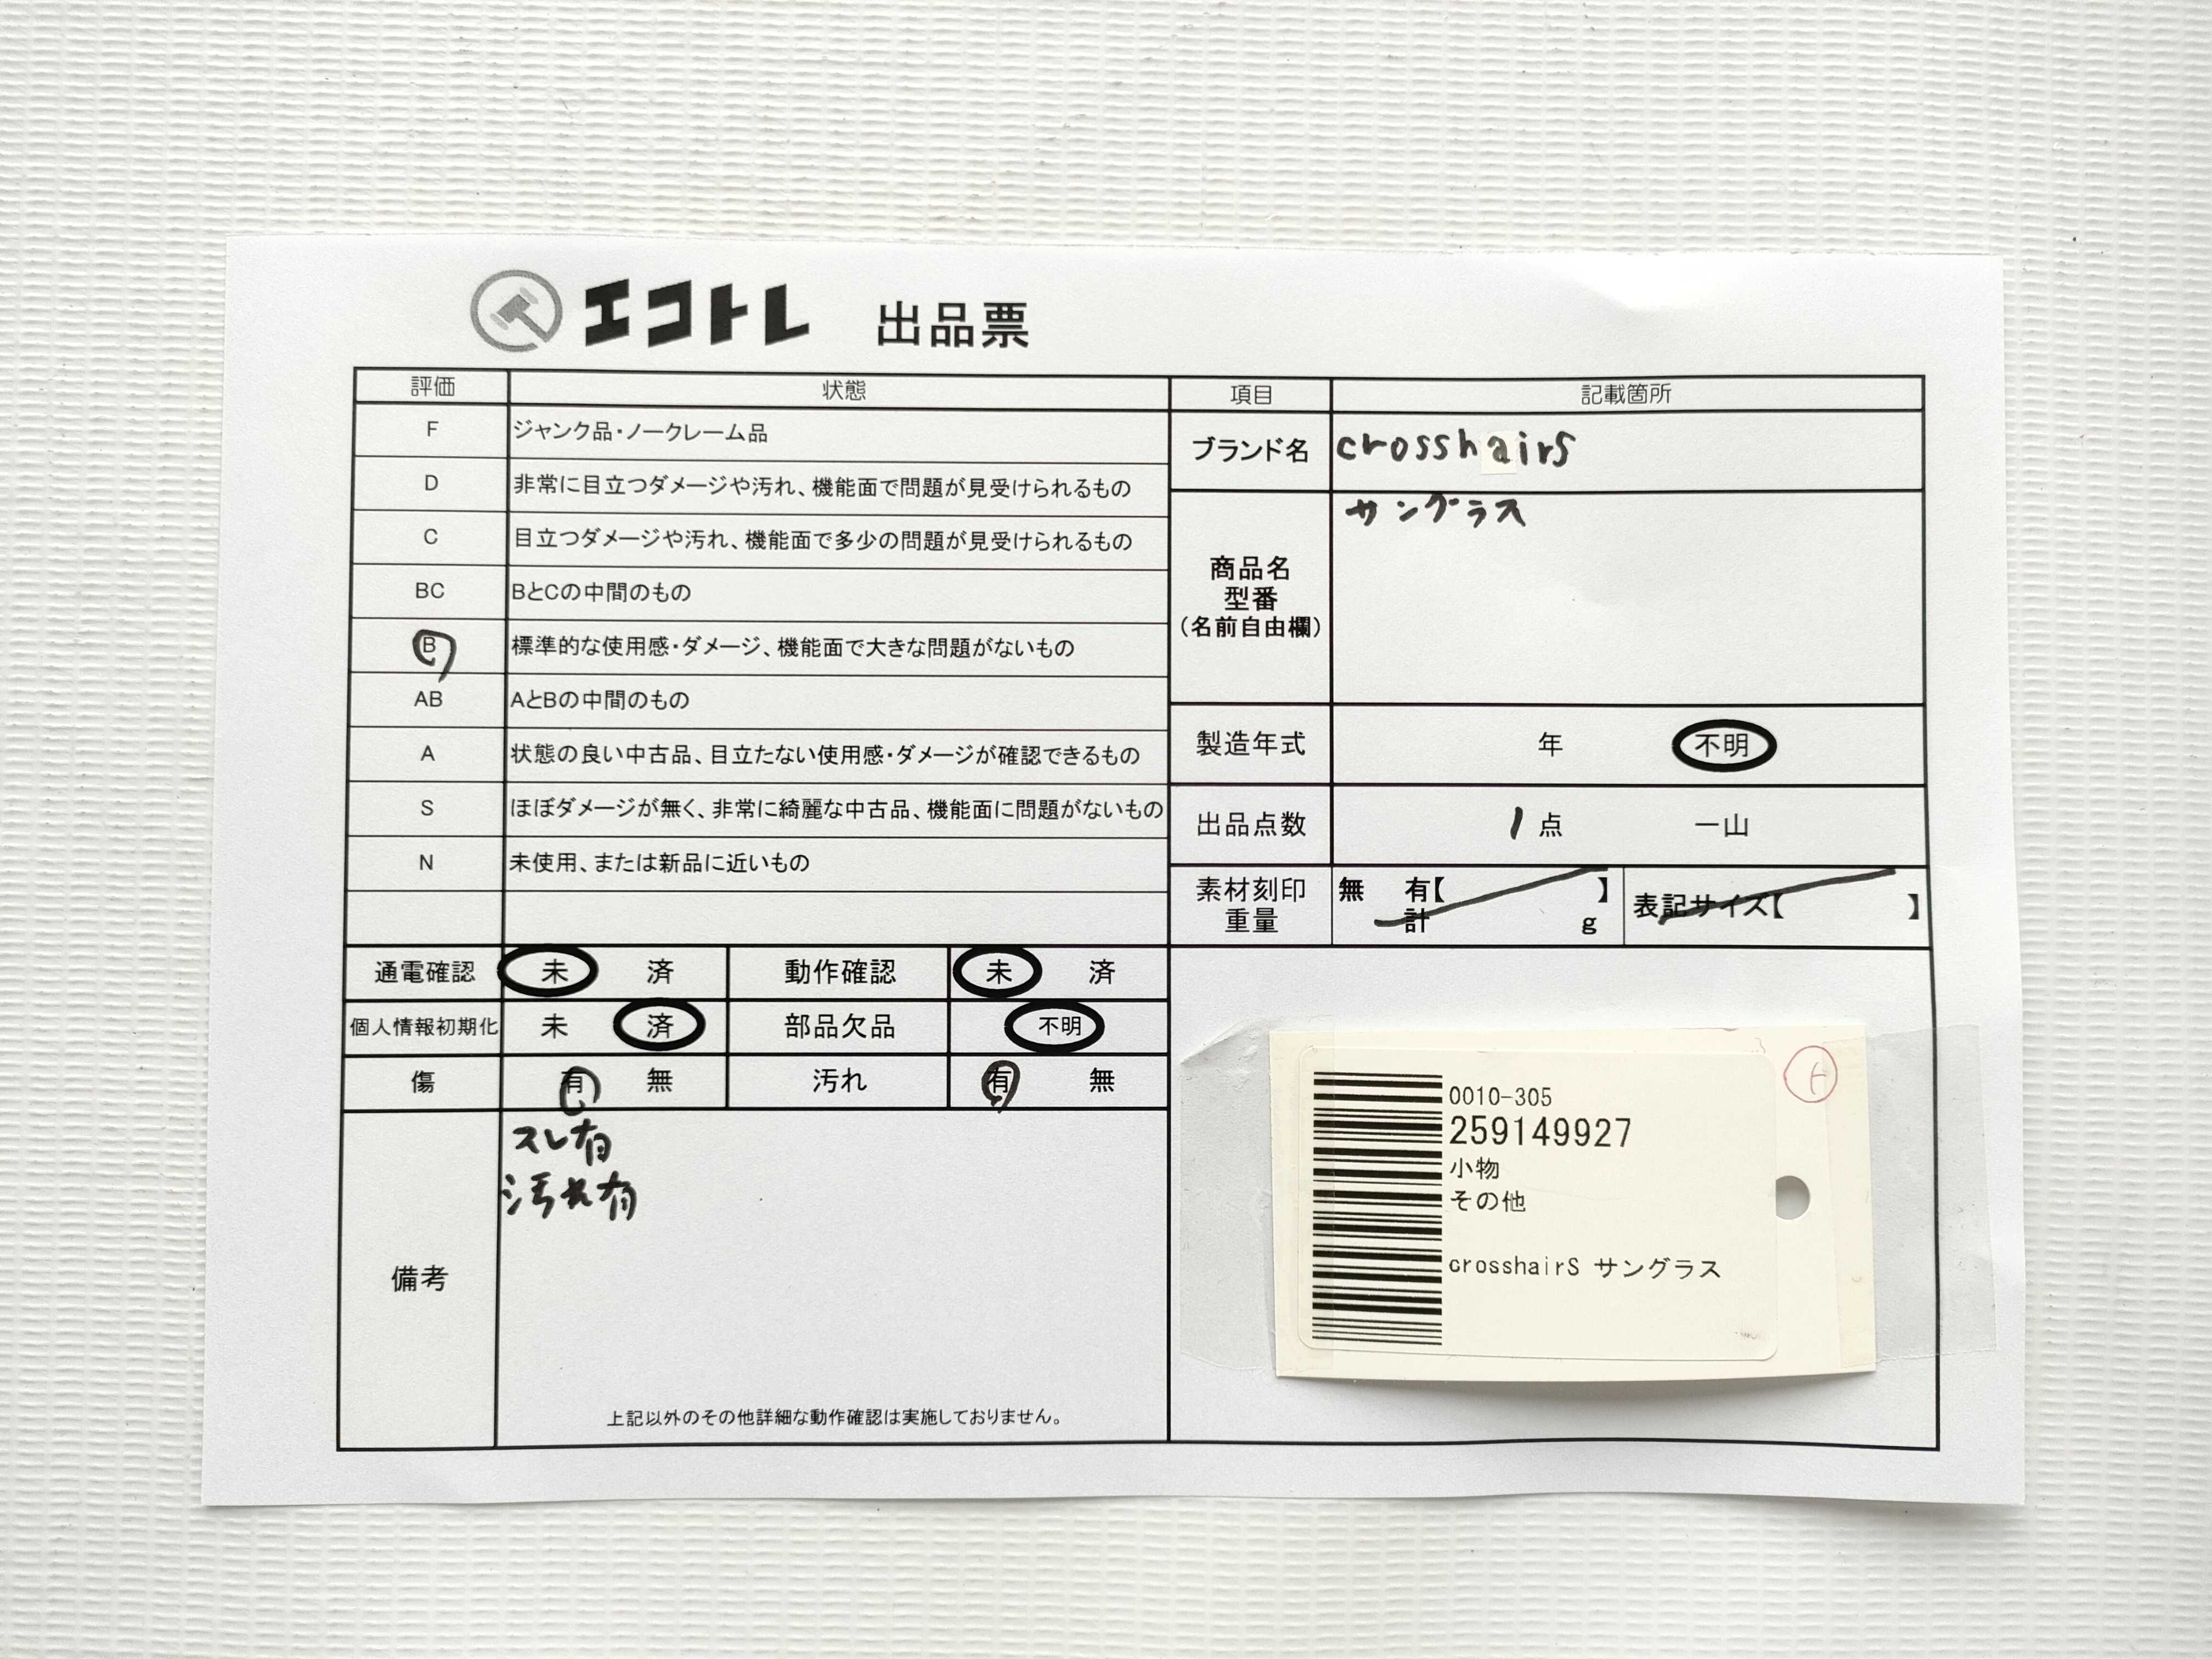 エコトレ 出品票
評価 状態 項目 記載箇所
F ジャンク品・ノークレーム品
D 非常に目立つダメージや汚れ、機能面で問題が見受けられるもの
C 目立つダメージや汚れ、機能面で多少の問題が見受けられるもの
BC BとCの中間のもの
B 標準的な使用感・ダメージ、機能面で大きな問題がないもの
AB AとBの中間のもの
A 状態の良い中古品、目立たない使用感・ダメージが確認できるもの
S ほぼダメージが無く、非常に綺麗な中古品、機能面に問題がないもの
N 未使用、または新品に近いもの
ブランド名 crosshairS
商品名
型番
(名前自由欄)
サングラス
製造年式 年 不明
出品点数 1点 一山
素材刻印
重量
無 有【 】
計 g
表記サイズ【 】
通電確認 未 済 動作確認 未 済
個人情報初期化 未 済 部品欠品 不明
傷 有 無 汚れ 有 無
備考
スレ有
汚れ有
上記以外のその他詳細な動作確認は実施しておりません。
0010-305
259149927
小物
その他
crosshairS サングラス